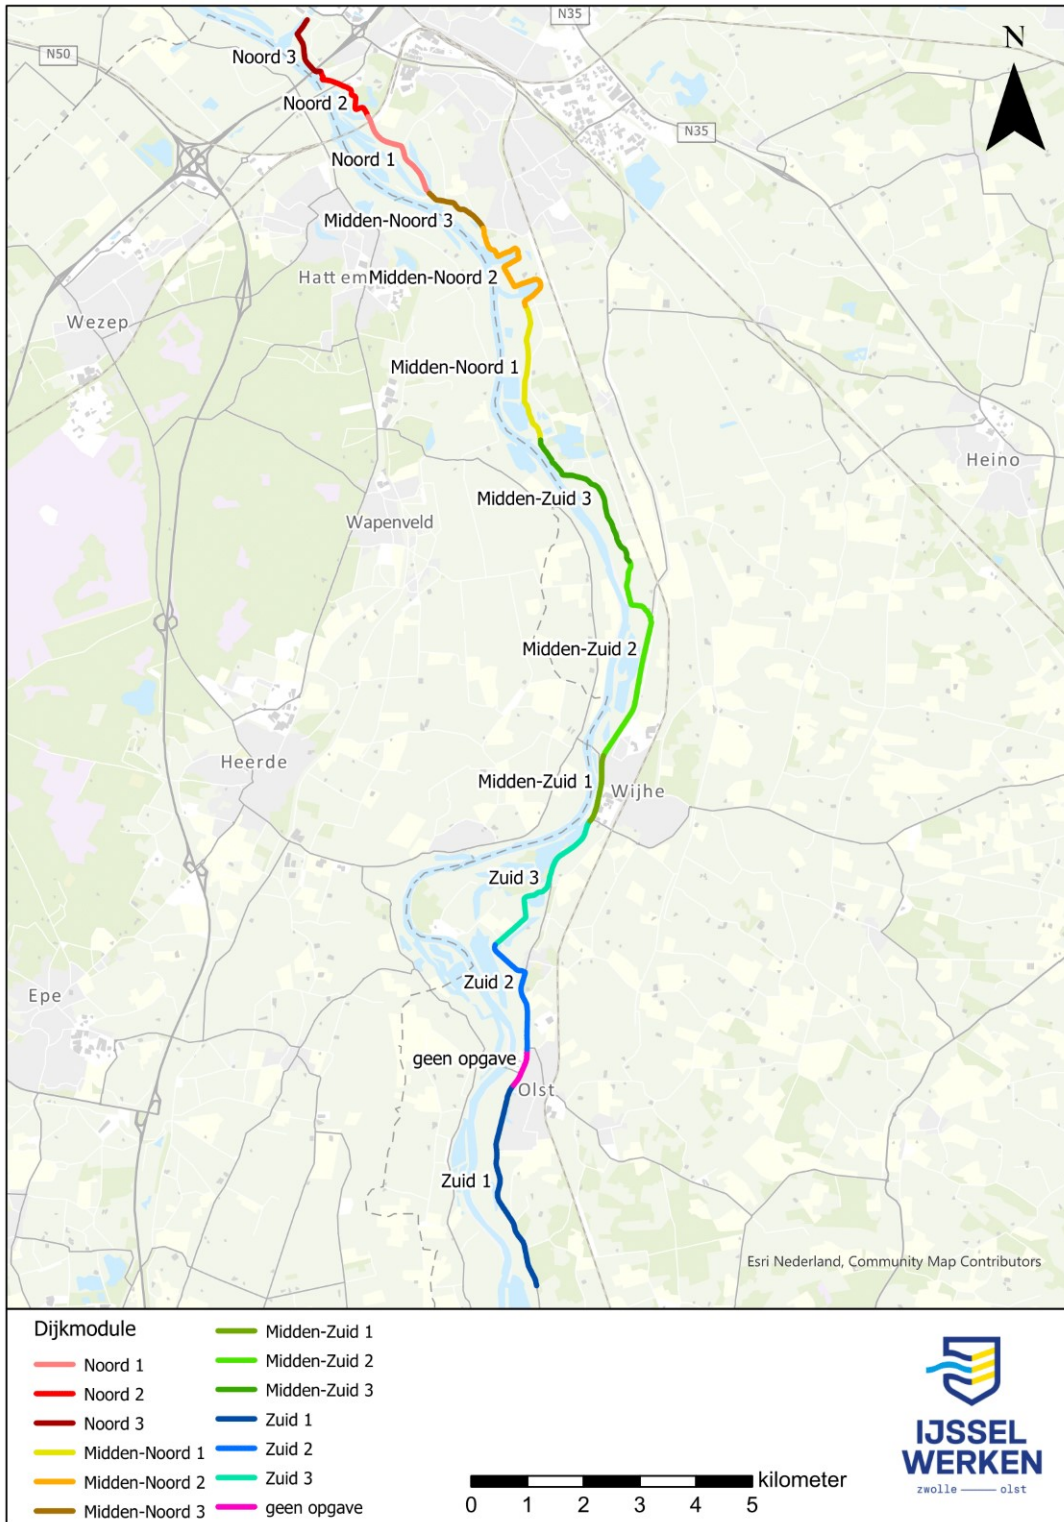 N35
N
N50
Noord 3
Noord 2
N35
Noord 1
Midden-Noord 3
Hattem
Midden-Noord 2
Wezep
Midden-Noord 1
Heino
Midden-Zuid 3
Wapenveld
Midden-Zuid 2
Heerde
Midden-Zuid 1
Wijhe
Zuid 3
Zuid 2
Epe
geen opgave
Olst
Zuid 1
Esri Nederland, Community Map Contributors
Dijkmodule
Noord 1
Noord 2
Noord 3
Midden-Noord 1
Midden-Noord 2
Midden-Noord 3
Midden-Zuid 1
Midden-Zuid 2
Midden-Zuid 3
Zuid 1
Zuid 2
Zuid 3
geen opgave
kilometer
0 1 2 3 4 5
IJSSEL
WERKEN
zwolle — olst